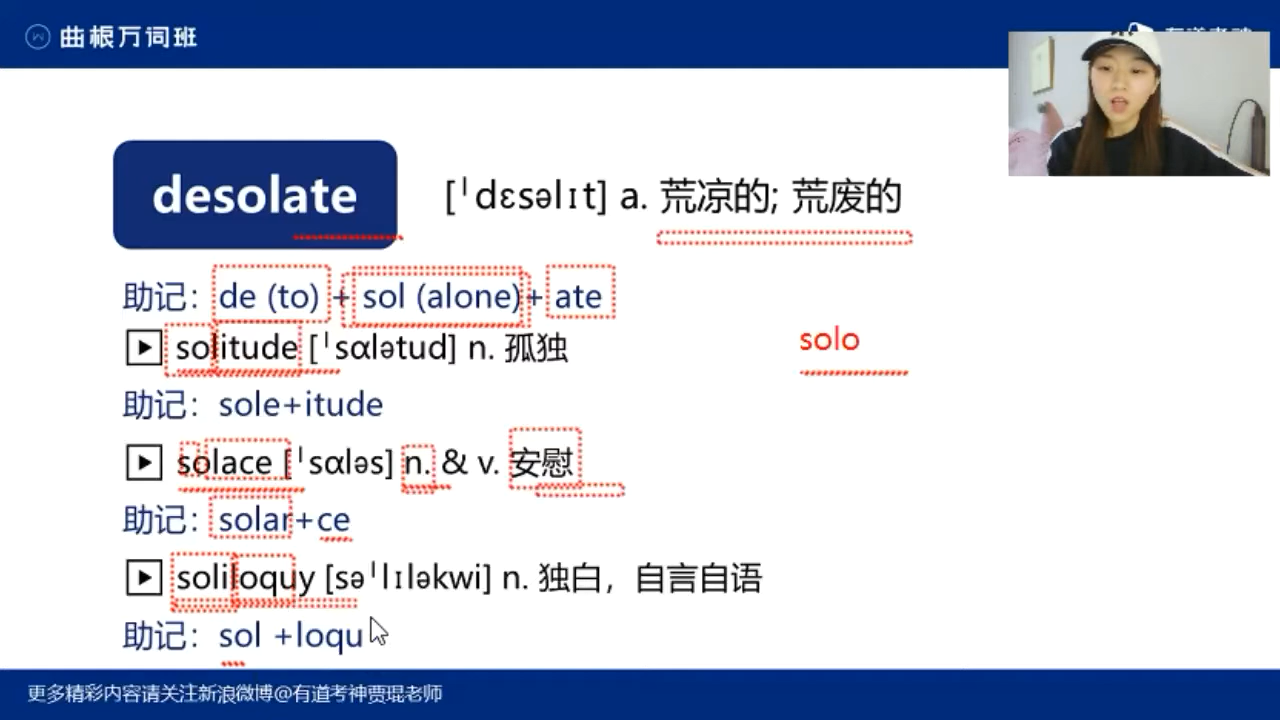 曲根万词班
desolate
[ˈdɛsəlɪt] a. 荒凉的; 荒废的
助记：de (to) + sol (alone)+ ate
solitude [ˈsɑlətud] n. 孤独
solo
助记：sole+itude
solace [ˈsɑləs] n. & v. 安慰
助记：solar+ce
soliloquy [səˈlɪləkwi] n. 独白，自言自语
助记：sol +loqu
更多精彩内容请关注新浪微博@有道考神贾琨老师